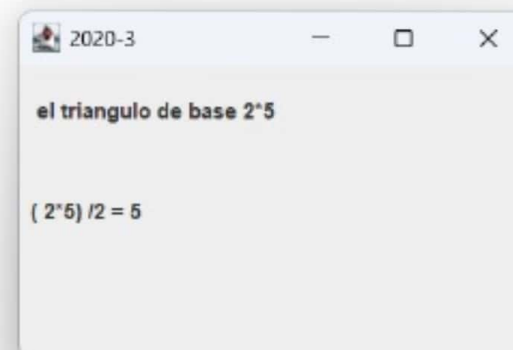 2020-3
el triangulo de base 2*5
( 2*5) /2 = 5